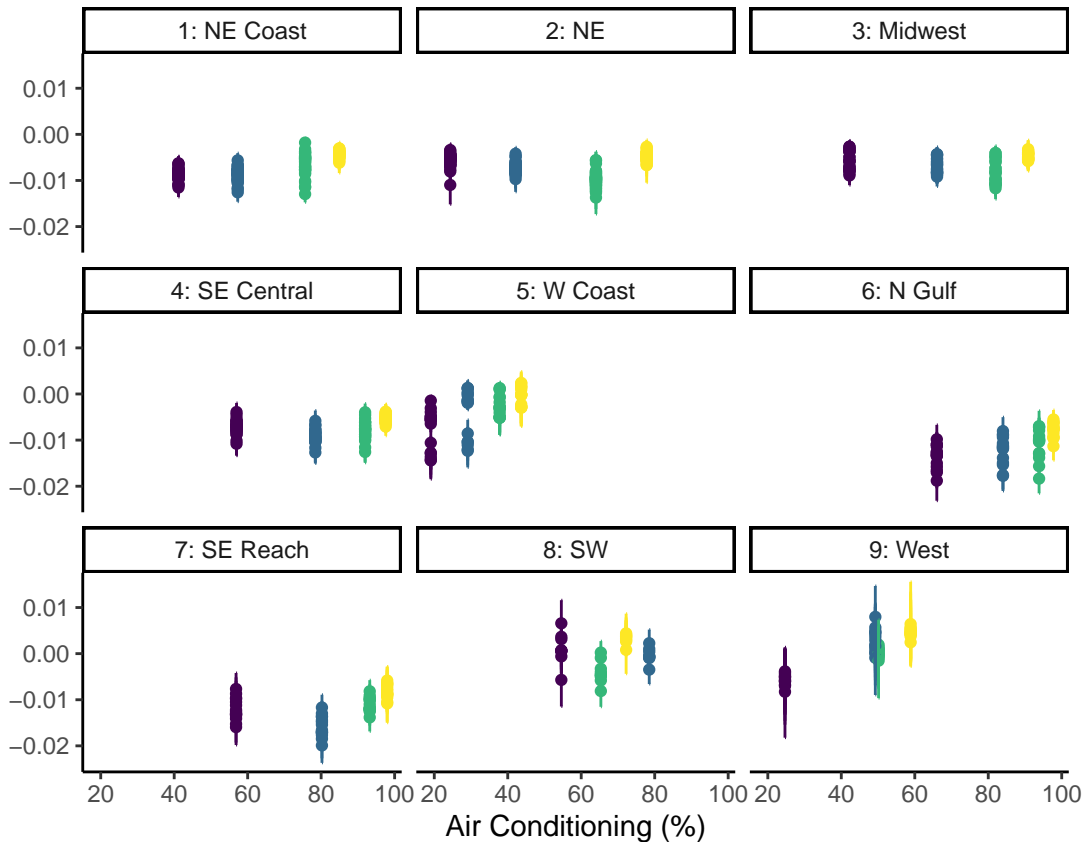 1: NE Coast 2: NE 3: Midwest
0.01
0.00
−0.01
−0.02
4: SE Central 5: W Coast 6: N Gulf
0.01
0.00
−0.01
−0.02
7: SE Reach 8: SW 9: West
0.01
0.00
−0.01
−0.02
20 40 60 80 100 20 40 60 80 100 20 40 60 80 100
Air Conditioning (%)